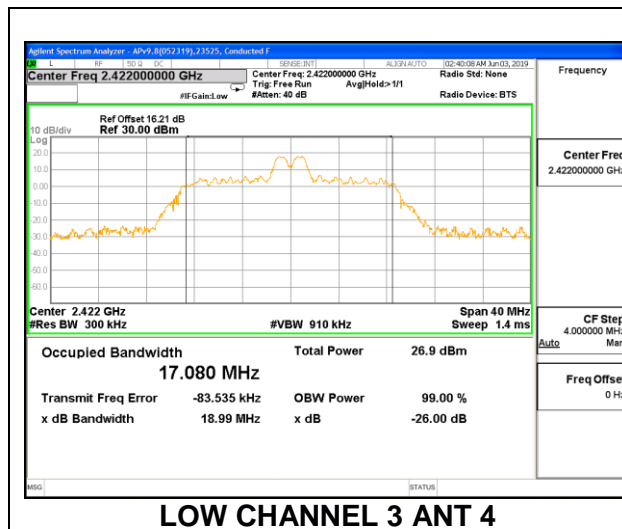 Agilent Spectrum Analyzer - APv9.8(052319),23525, Conducted F
L RF 50 Ω DC SENSE:INT ALIGN AUTO 02:40:08 AM Jun 03, 2019
Center Freq 2.422000000 GHz
Center Freq: 2.422000000 GHz
Radio Std: None
Trig: Free Run Avg|Hold:>1/1
#IFGain:Low #Atten: 40 dB Radio Device: BTS
Frequency
Ref Offset 16.21 dB
10 dB/div Ref 30.00 dBm
Log
20.0
10.0
0.00
-10.0
-20.0
-30.0
-40.0
-50.0
-60.0
Center Freq
2.422000000 GHz
Center 2.422 GHz Span 40 MHz
#Res BW 300 kHz #VBW 910 kHz Sweep 1.4 ms
CF Step
4.000000 MHz
Auto Man
Occupied Bandwidth Total Power 26.9 dBm
17.080 MHz
Transmit Freq Error -83.535 kHz OBW Power 99.00 %
x dB Bandwidth 18.99 MHz x dB -26.00 dB
Freq Offset
0 Hz
MSG STATUS
LOW CHANNEL 3 ANT 4